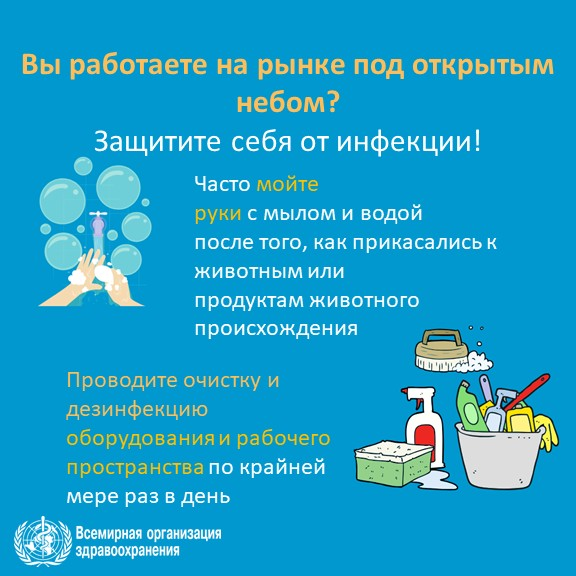 Вы работаете на рынке под открытым
небом?
Защитите себя от инфекции!
Часто мойте
руки с мылом и водой
после того, как прикасались к
животным или
продуктам животного
происхождения
Проводите очистку и
дезинфекцию
оборудования и рабочего
пространства по крайней
мере раз в день
Всемирная организация
здравоохранения